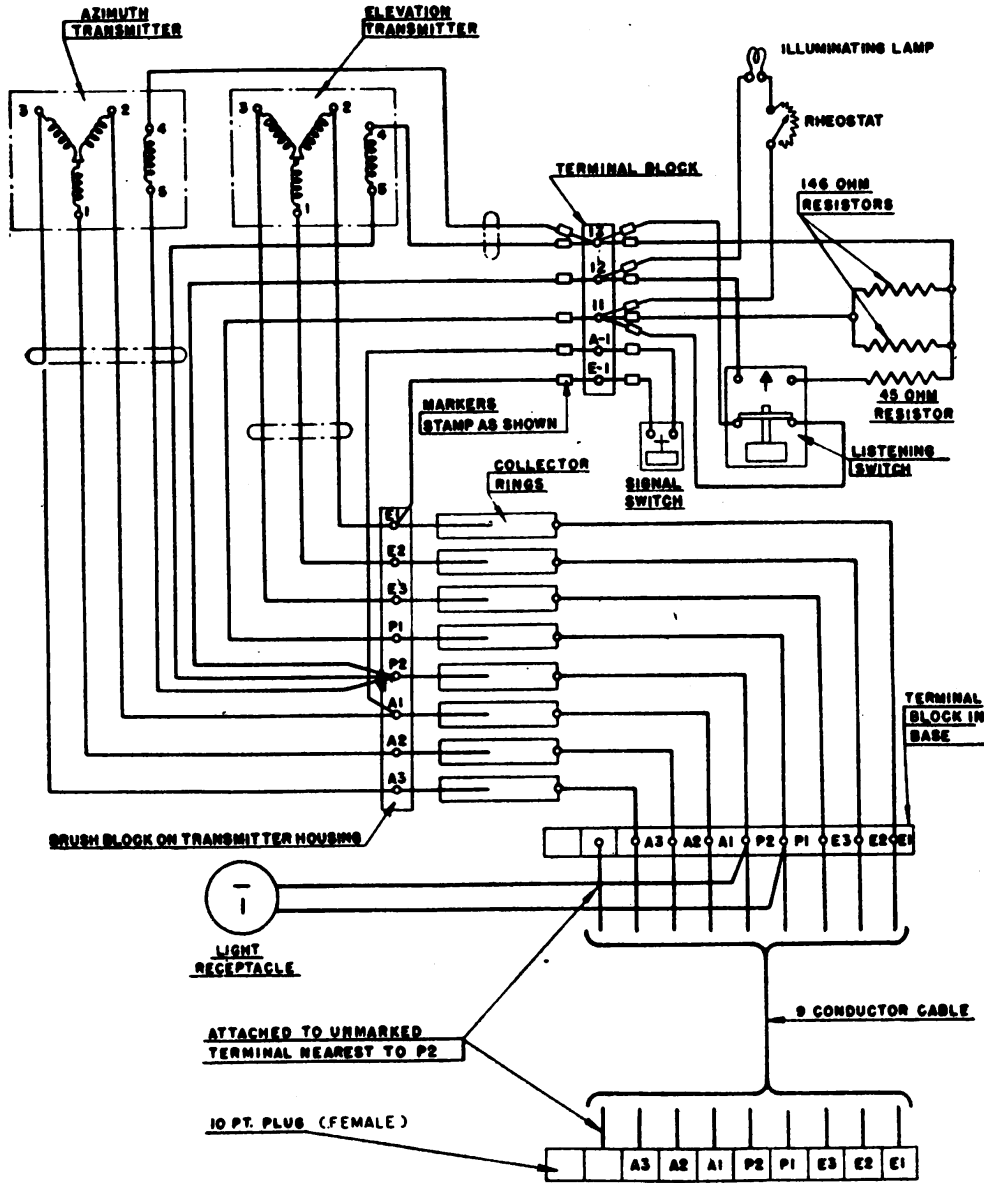 AZIMUTH
TRANSMITTER
ELEVATION
TRANSMITTER
ILLUMINATING LAMP
RHEOSTAT
3
2
4
5
1
3
2
4
5
1
TERMINAL BLOCK
146 OHM
RESISTORS
13
12
11
A-1
E-1
MARKERS
STAMP AS SHOWN
45 OHM
RESISTOR
LISTENING
SWITCH
SIGNAL
SWITCH
COLLECTOR
RINGS
E1
E2
E3
P1
P2
A1
A2
A3
TERMINAL
BLOCK IN
BASE
BRUSH BLOCK ON TRANSMITTER HOUSING
A3 A2 A1 P2 P1 E3 E2 E1
LIGHT
RECEPTACLE
9 CONDUCTOR CABLE
ATTACHED TO UNMARKED
TERMINAL NEAREST TO P2
10 PT. PLUG (FEMALE)
A3 A2 A1 P2 P1 E3 E2 E1